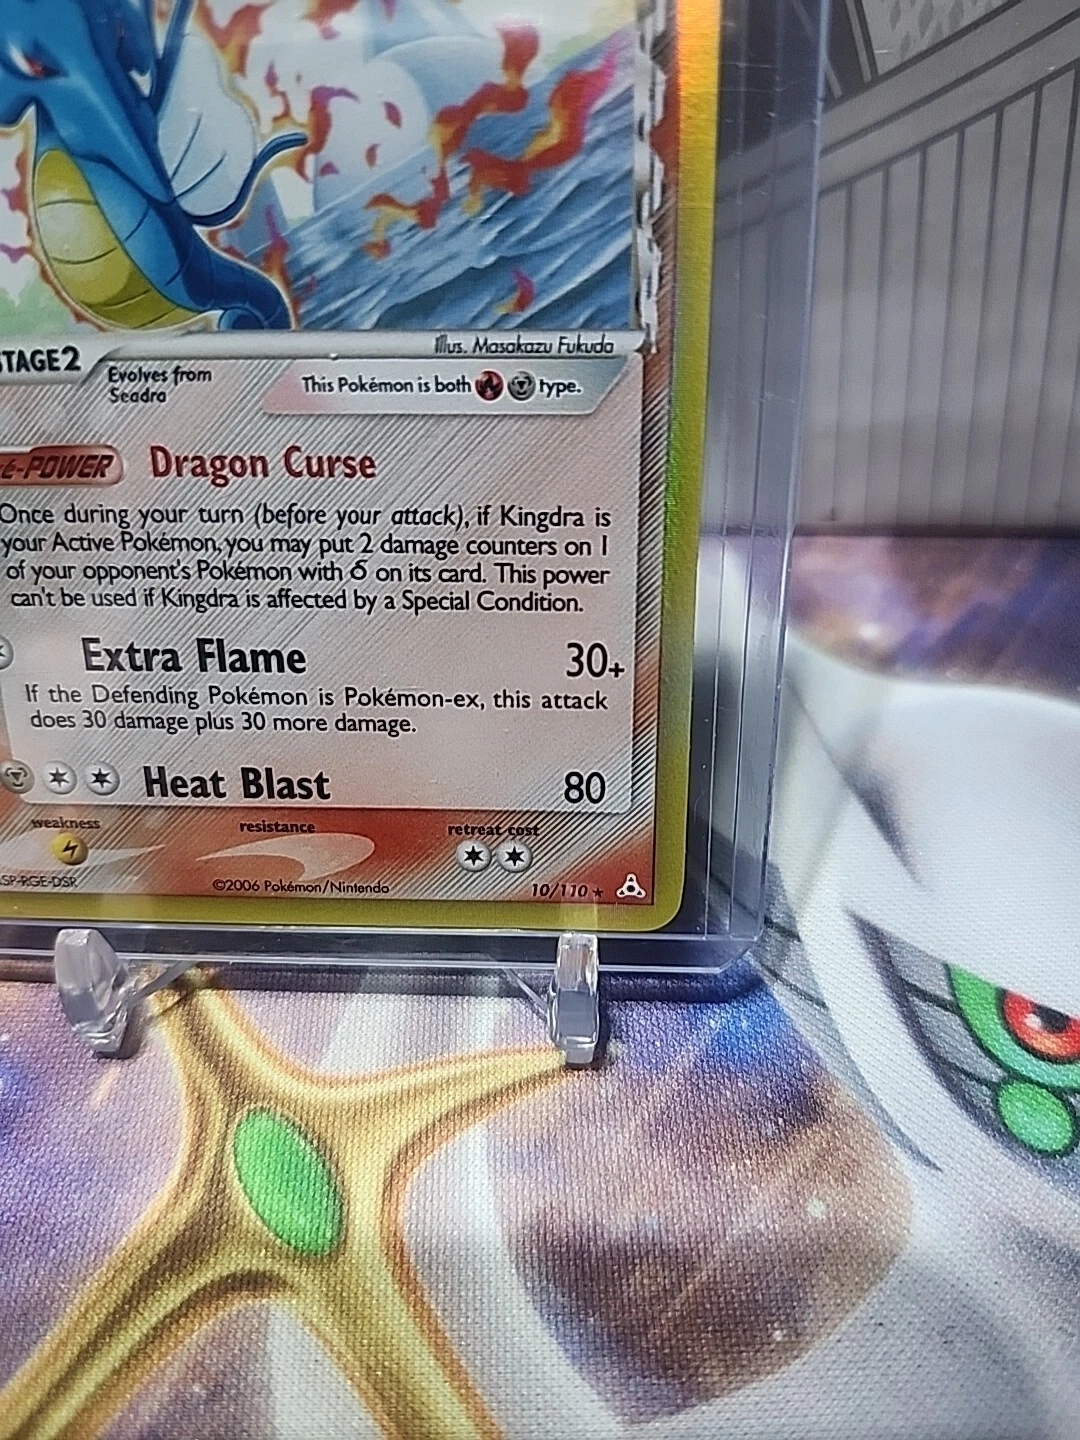 STAGE2
Illus. Masakazu Fukuda
Evolves from
Seadra
This Pokémon is both type.
é-POWER Dragon Curse
Once during your turn (before your attack), if Kingdra is
your Active Pokémon, you may put 2 damage counters on 1
of your opponent's Pokémon with δ on its card. This power
can't be used if Kingdra is affected by a Special Condition.
Extra Flame 30+
If the Defending Pokémon is Pokémon-ex, this attack
does 30 damage plus 30 more damage.
Heat Blast 80
weakness resistance retreat cost
SP-RGE-DSR ©2006 Pokémon/Nintendo 10/110 ★